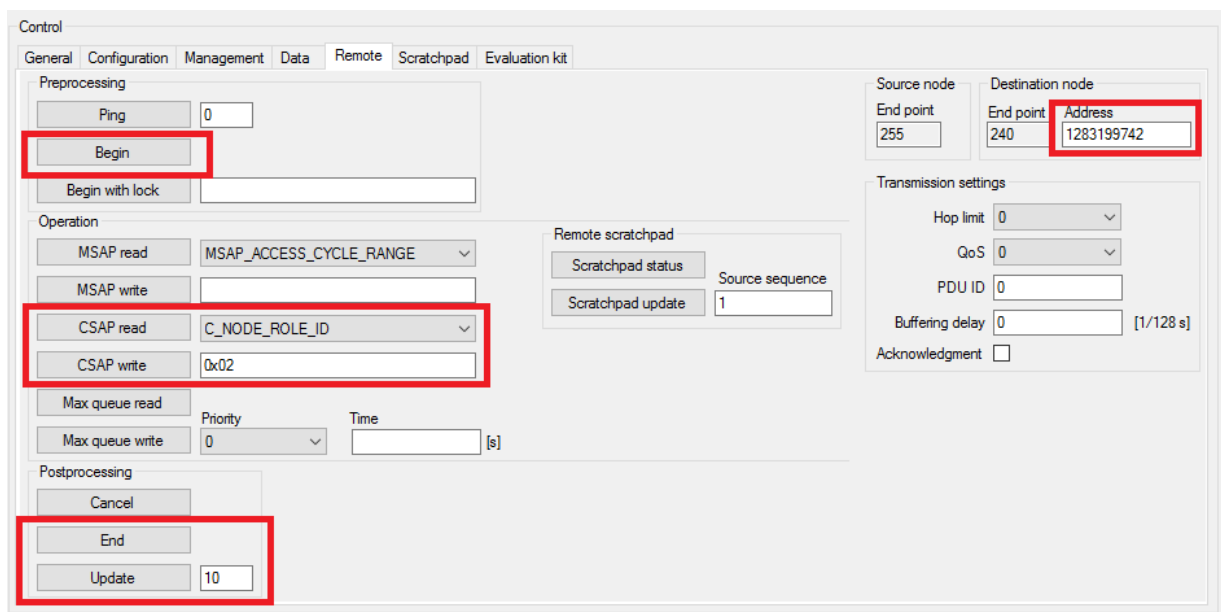 Control
General Configuration Management Data Remote Scratchpad Evaluation kit
Preprocessing
Ping 0
Begin
Begin with lock
Operation
MSAP read MSAP_ACCESS_CYCLE_RANGE
MSAP write
CSAP read C_NODE_ROLE_ID
CSAP write 0x02
Max queue read
Priority Time
Max queue write 0 [s]
Remote scratchpad
Scratchpad status
Source sequence
Scratchpad update 1
Postprocessing
Cancel
End
Update 10
Source node
End point
255
Destination node
End point Address
240 1283199742
Transmission settings
Hop limit 0
QoS 0
PDU ID 0
Buffering delay 0 [1/128 s]
Acknowledgment